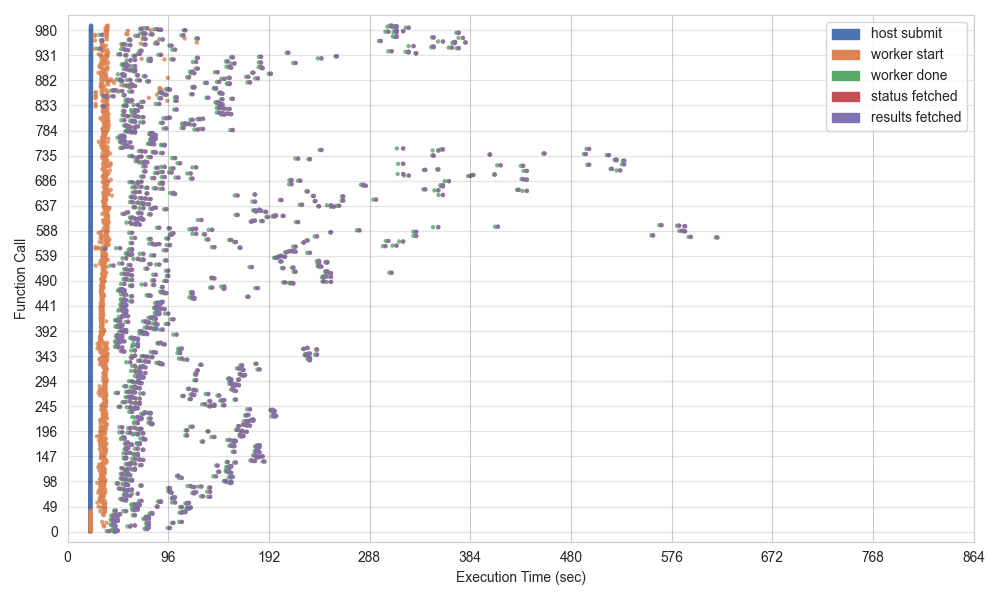 host submit
worker start
worker done
status fetched
results fetched
980
931
882
833
784
735
686
637
588
539
490
441
392
343
294
245
196
147
98
49
0
Function Call
0 96 192 288 384 480 576 672 768 864
Execution Time (sec)